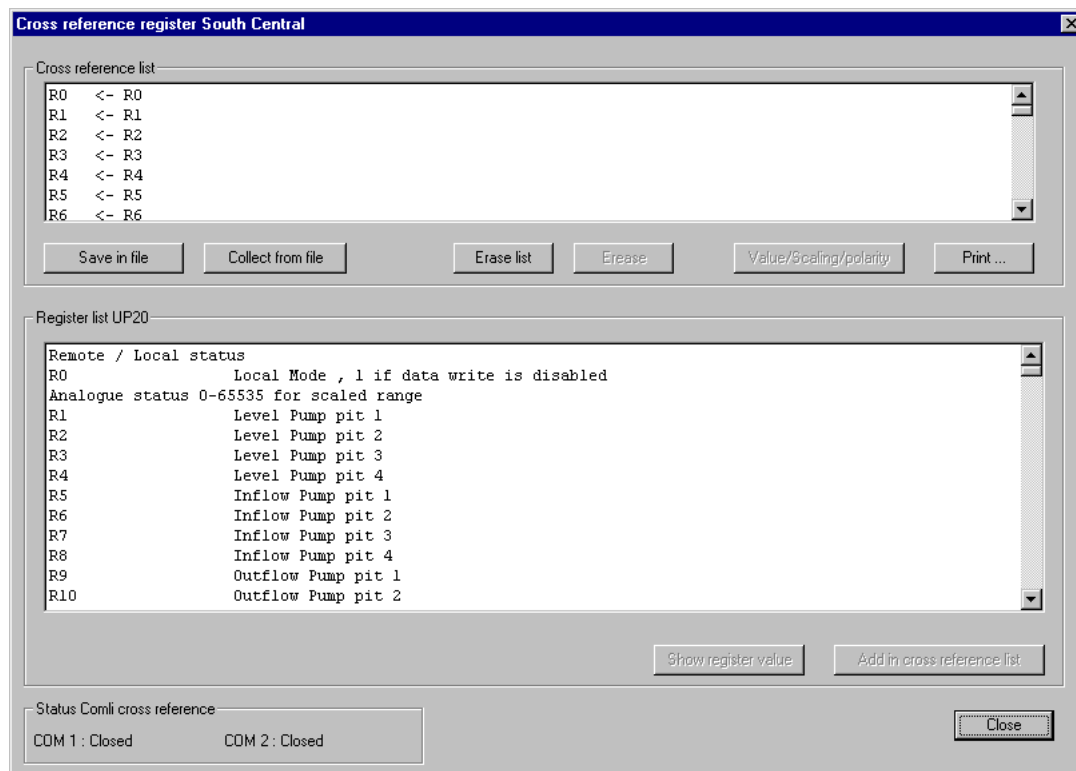 Cross reference register South Central
Cross reference list
R0 <- R0
R1 <- R1
R2 <- R2
R3 <- R3
R4 <- R4
R5 <- R5
R6 <- R6
Save in file Collect from file Erase list Erease Value/Scaling/polarity Print ...
Register list UP20
Remote / Local status
R0 Local Mode , 1 if data write is disabled
Analogue status 0-65535 for scaled range
R1 Level Pump pit 1
R2 Level Pump pit 2
R3 Level Pump pit 3
R4 Level Pump pit 4
R5 Inflow Pump pit 1
R6 Inflow Pump pit 2
R7 Inflow Pump pit 3
R8 Inflow Pump pit 4
R9 Outflow Pump pit 1
R10 Outflow Pump pit 2
Show register value Add in cross reference list
Status Comli cross reference
COM 1 : Closed COM 2 : Closed
Close